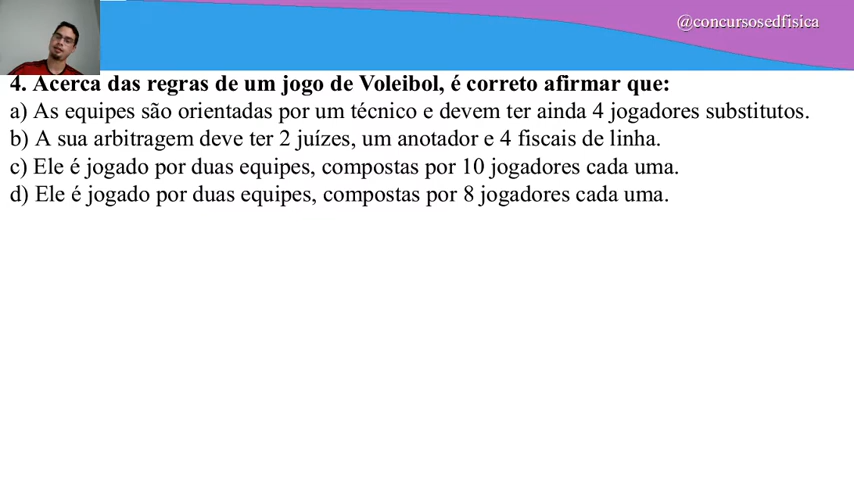 @concursosedfisica
4. Acerca das regras de um jogo de Voleibol, é correto afirmar que:
a) As equipes são orientadas por um técnico e devem ter ainda 4 jogadores substitutos.
b) A sua arbitragem deve ter 2 juízes, um anotador e 4 fiscais de linha.
c) Ele é jogado por duas equipes, compostas por 10 jogadores cada uma.
d) Ele é jogado por duas equipes, compostas por 8 jogadores cada uma.